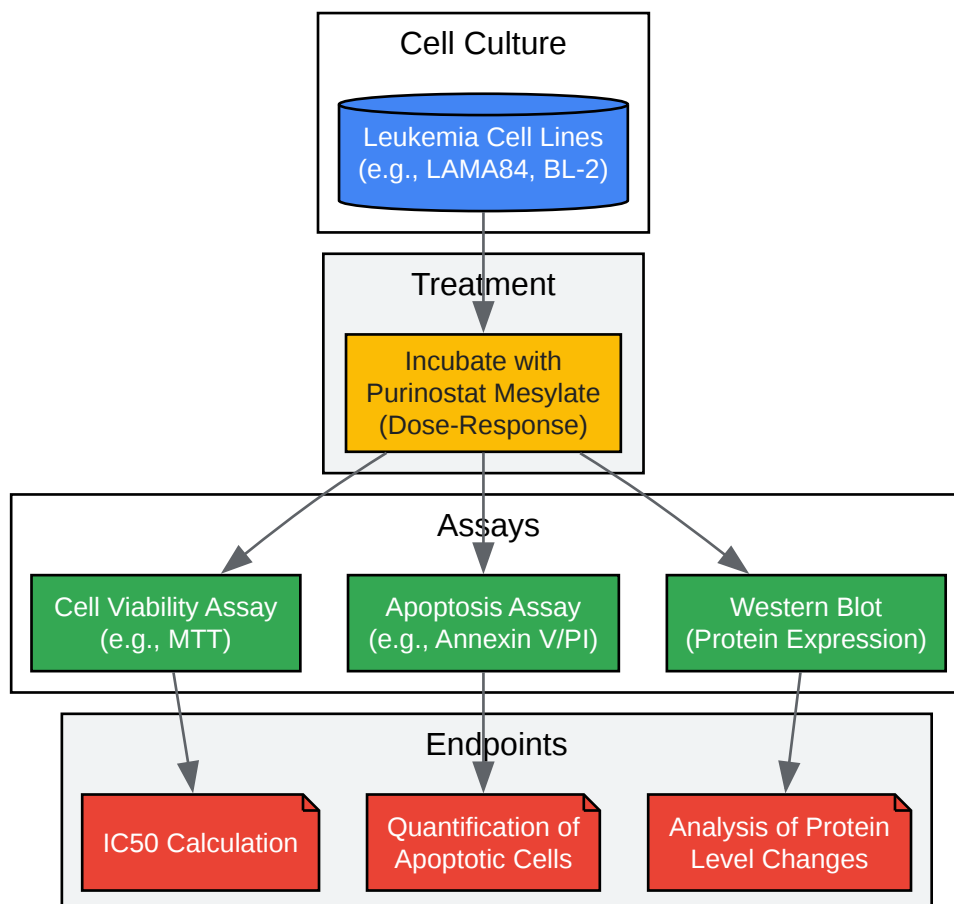 Cell Culture
Leukemia Cell Lines
(e.g., LAMA84, BL-2)
Treatment
Incubate with
Purinostat Mesylate
(Dose-Response)
Assays
Cell Viability Assay
(e.g., MTT)
Apoptosis Assay
(e.g., Annexin V/PI)
Western Blot
(Protein Expression)
Endpoints
IC50 Calculation
Quantification of
Apoptotic Cells
Analysis of Protein
Level Changes